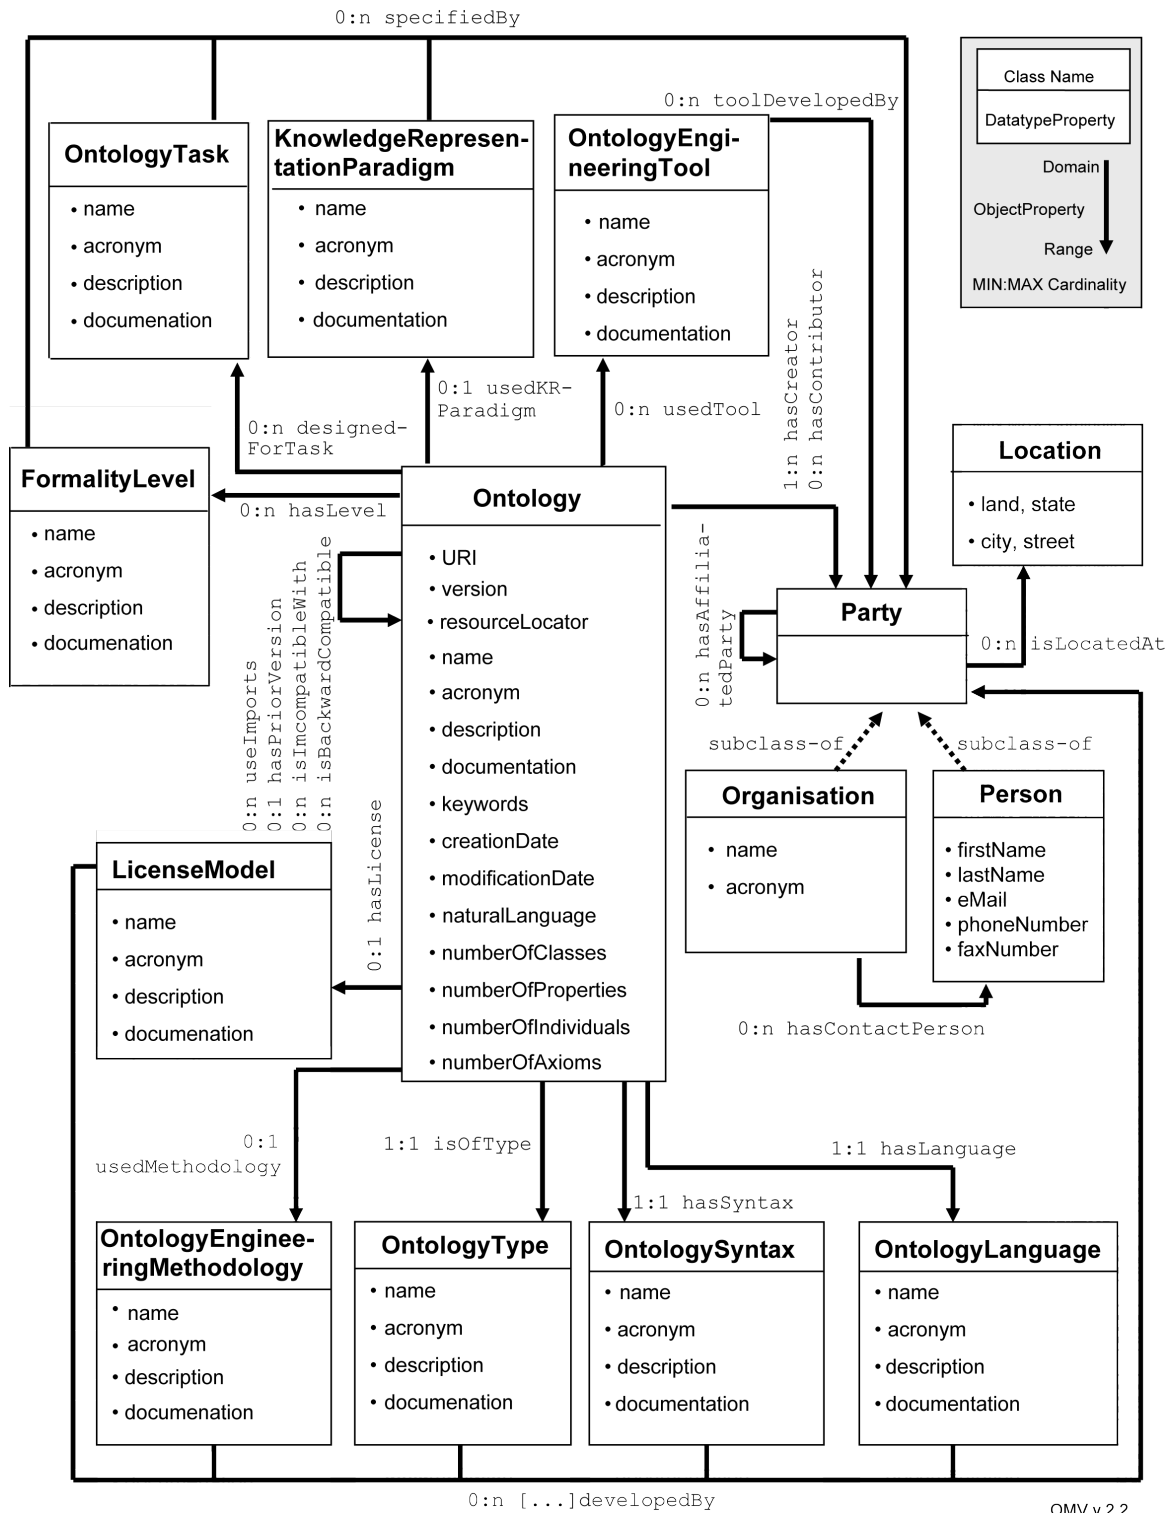 0:n specifiedBy
Class Name
DatatypeProperty
Domain
ObjectProperty
Range
MIN:MAX Cardinality
0:n toolDevelopedBy
OntologyTask
• name
• acronym
• description
• documenation
KnowledgeRepresen-
tationParadigm
• name
• acronym
• description
• documentation
OntologyEngi-
neeringTool
• name
• acronym
• description
• documentation
1:n hasCreator
0:n hasContributor
0:n designed-
ForTask
0:1 usedKR-
Paradigm
0:n usedTool
FormalityLevel
• name
• acronym
• description
• documenation
0:n hasLevel
Ontology
• URI
• version
• resourceLocator
• name
• acronym
• description
• documentation
• keywords
• creationDate
• modificationDate
• naturalLanguage
• numberOfClasses
• numberOfProperties
• numberOfIndividuals
• numberOfAxioms
Location
• land, state
• city, street
0:n useImports
0:1 hasPriorVersion
0:n isImcompatibleWith
0:n isBackwardCompatible
0:n hasAffilia-
tedParty
Party
0:n isLocatedAt
subclass-of
subclass-of
Organisation
• name
• acronym
Person
• firstName
• lastName
• eMail
• phoneNumber
• faxNumber
0:n hasContactPerson
LicenseModel
• name
• acronym
• description
• documenation
0:1 hasLicense
0:1
usedMethodology
1:1 isOfType
1:1 hasSyntax
1:1 hasLanguage
OntologyEnginee-
ringMethodology
• name
• acronym
• description
• documenation
OntologyType
• name
• acronym
• description
• documenation
OntologySyntax
• name
• acronym
• description
• documentation
OntologyLanguage
• name
• acronym
• description
• documentation
0:n [...]developedBy
OMV v 2.2